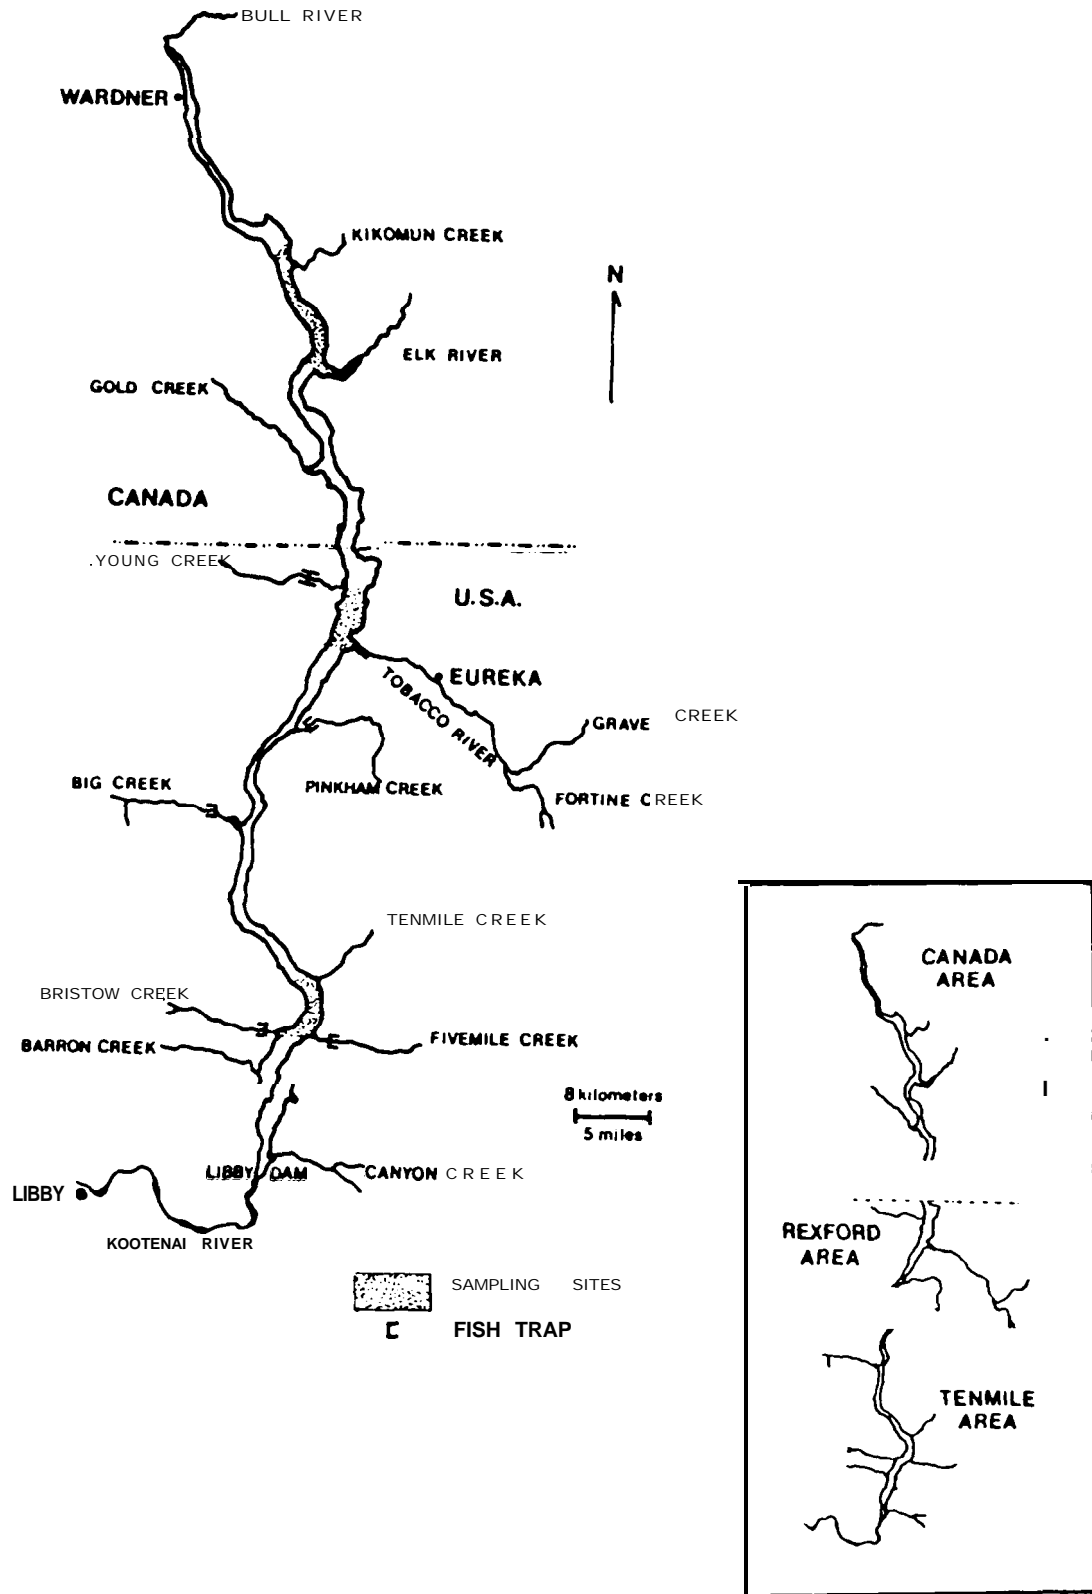 BULL RIVER
WARDNER
KIKOMUN CREEK
N
ELK RIVER
GOLD CREEK
CANADA
.YOUNG CREEK
U.S.A.
EUREKA
TOBACCO RIVER
GRAVE CREEK
BIG CREEK
PINKHAM CREEK
FORTINE CREEK
TENMILE CREEK
BRISTOW CREEK
BARRON CREEK
FIVEMILE CREEK
8 kilometers
5 miles
LIBBY DAM
CANYON CREEK
LIBBY
KOOTENAI RIVER
SAMPLING SITES
FISH TRAP
CANADA
AREA
REXFORD
AREA
TENMILE
AREA